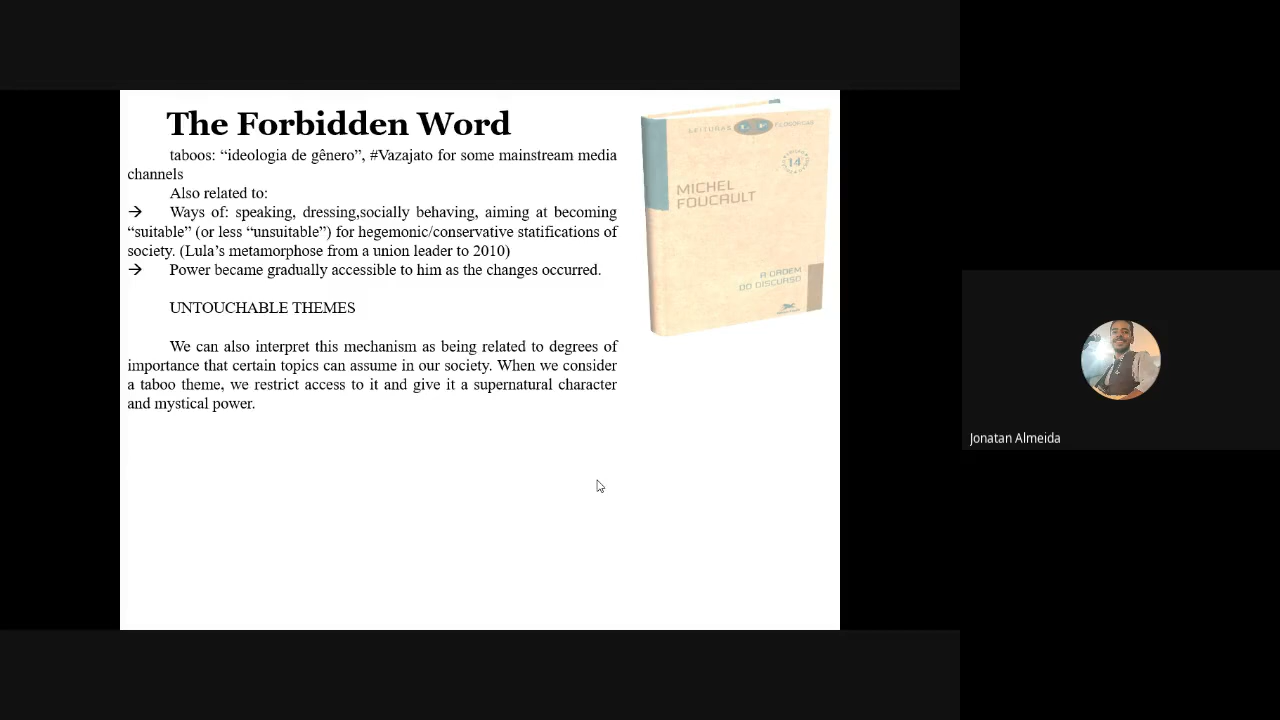 The Forbidden Word
taboos: “ideologia de gênero”, #Vazajato for some mainstream media
channels
Also related to:
→ Ways of: speaking, dressing,socially behaving, aiming at becoming
“suitable” (or less “unsuitable”) for hegemonic/conservative statifications of
society. (Lula’s metamorphose from a union leader to 2010)
→ Power became gradually accessible to him as the changes occurred.
UNTOUCHABLE THEMES
We can also interpret this mechanism as being related to degrees of
importance that certain topics can assume in our society. When we consider
a taboo theme, we restrict access to it and give it a supernatural character
and mystical power.
LEITURAS FILOSÓFICAS
14
MICHEL
FOUCAULT
A ORDEM
DO DISCURSO
Jonatan Almeida